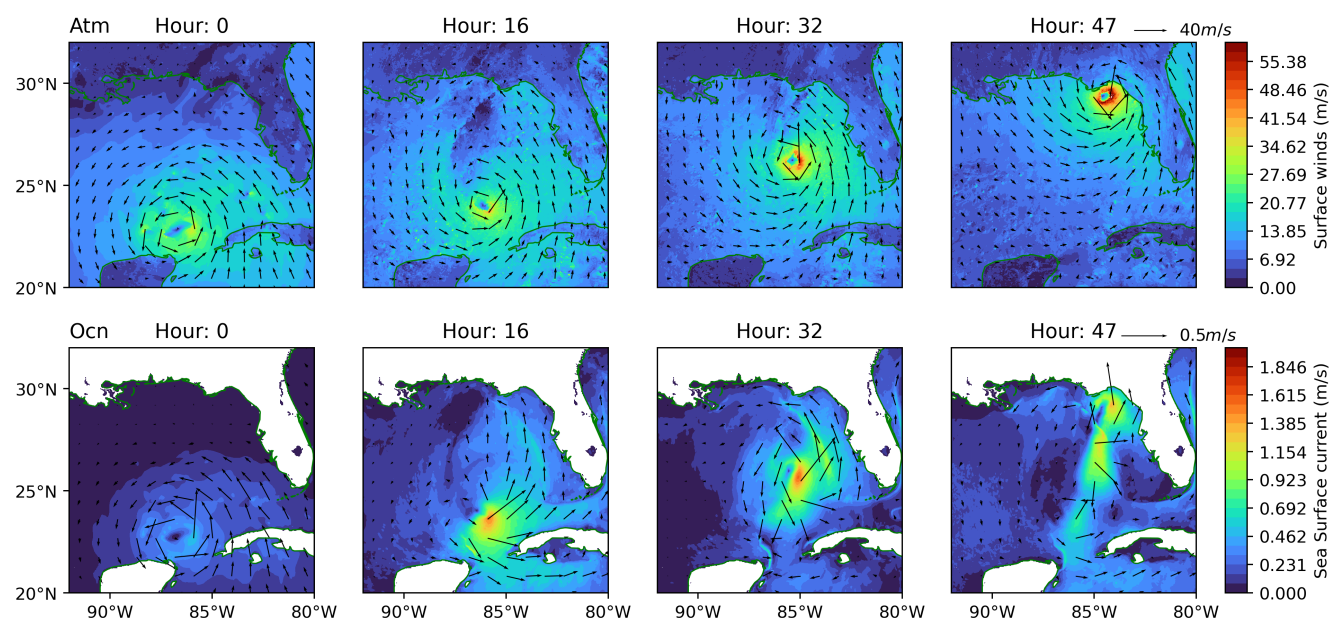 Atm Hour: 0 Hour: 16 Hour: 32 Hour: 47 40m/s
30°N
25°N
20°N
55.38
48.46
41.54
34.62
27.69
20.77
13.85
6.92
0.00
Surface winds (m/s)
Ocn Hour: 0 Hour: 16 Hour: 32 Hour: 47 0.5m/s
30°N
25°N
20°N
1.846
1.615
1.385
1.154
0.923
0.692
0.462
0.231
0.000
Sea Surface current (m/s)
90°W 85°W 80°W 90°W 85°W 80°W 90°W 85°W 80°W 90°W 85°W 80°W